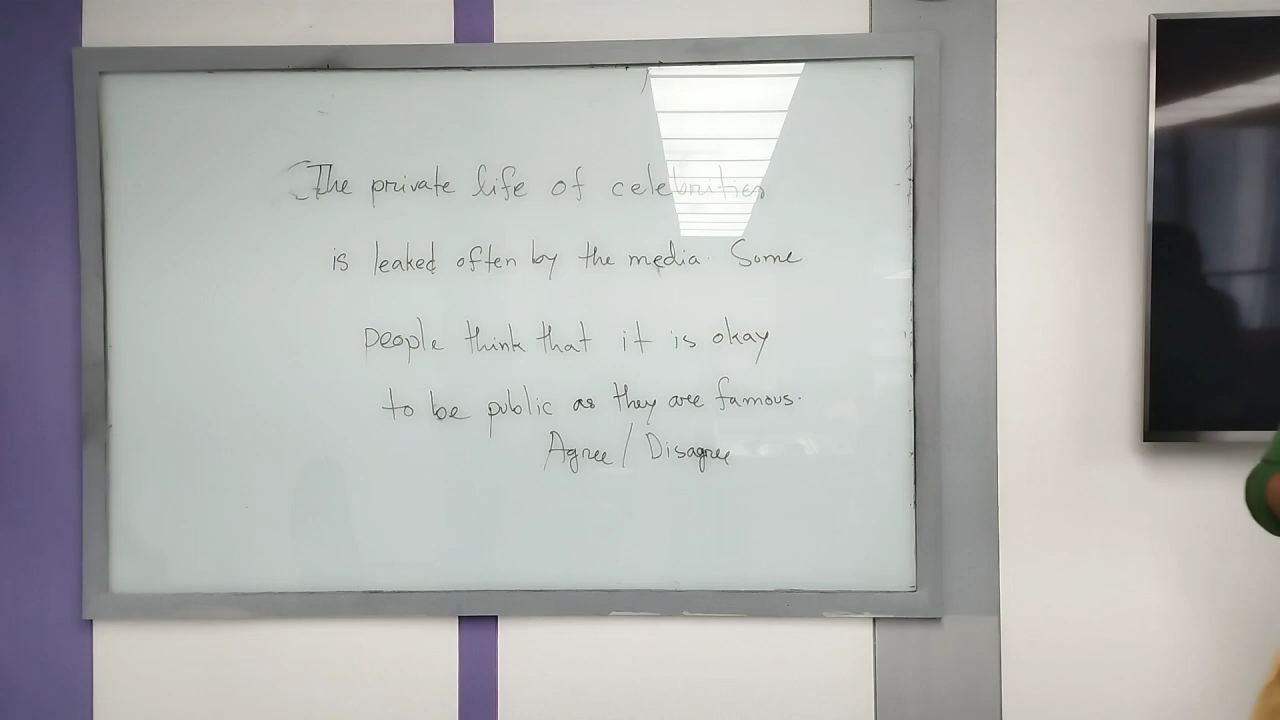 The private life of celebrities
is leaked often by the media. Some
people think that it is okay
to be public as they are famous.
Agree/Disagree